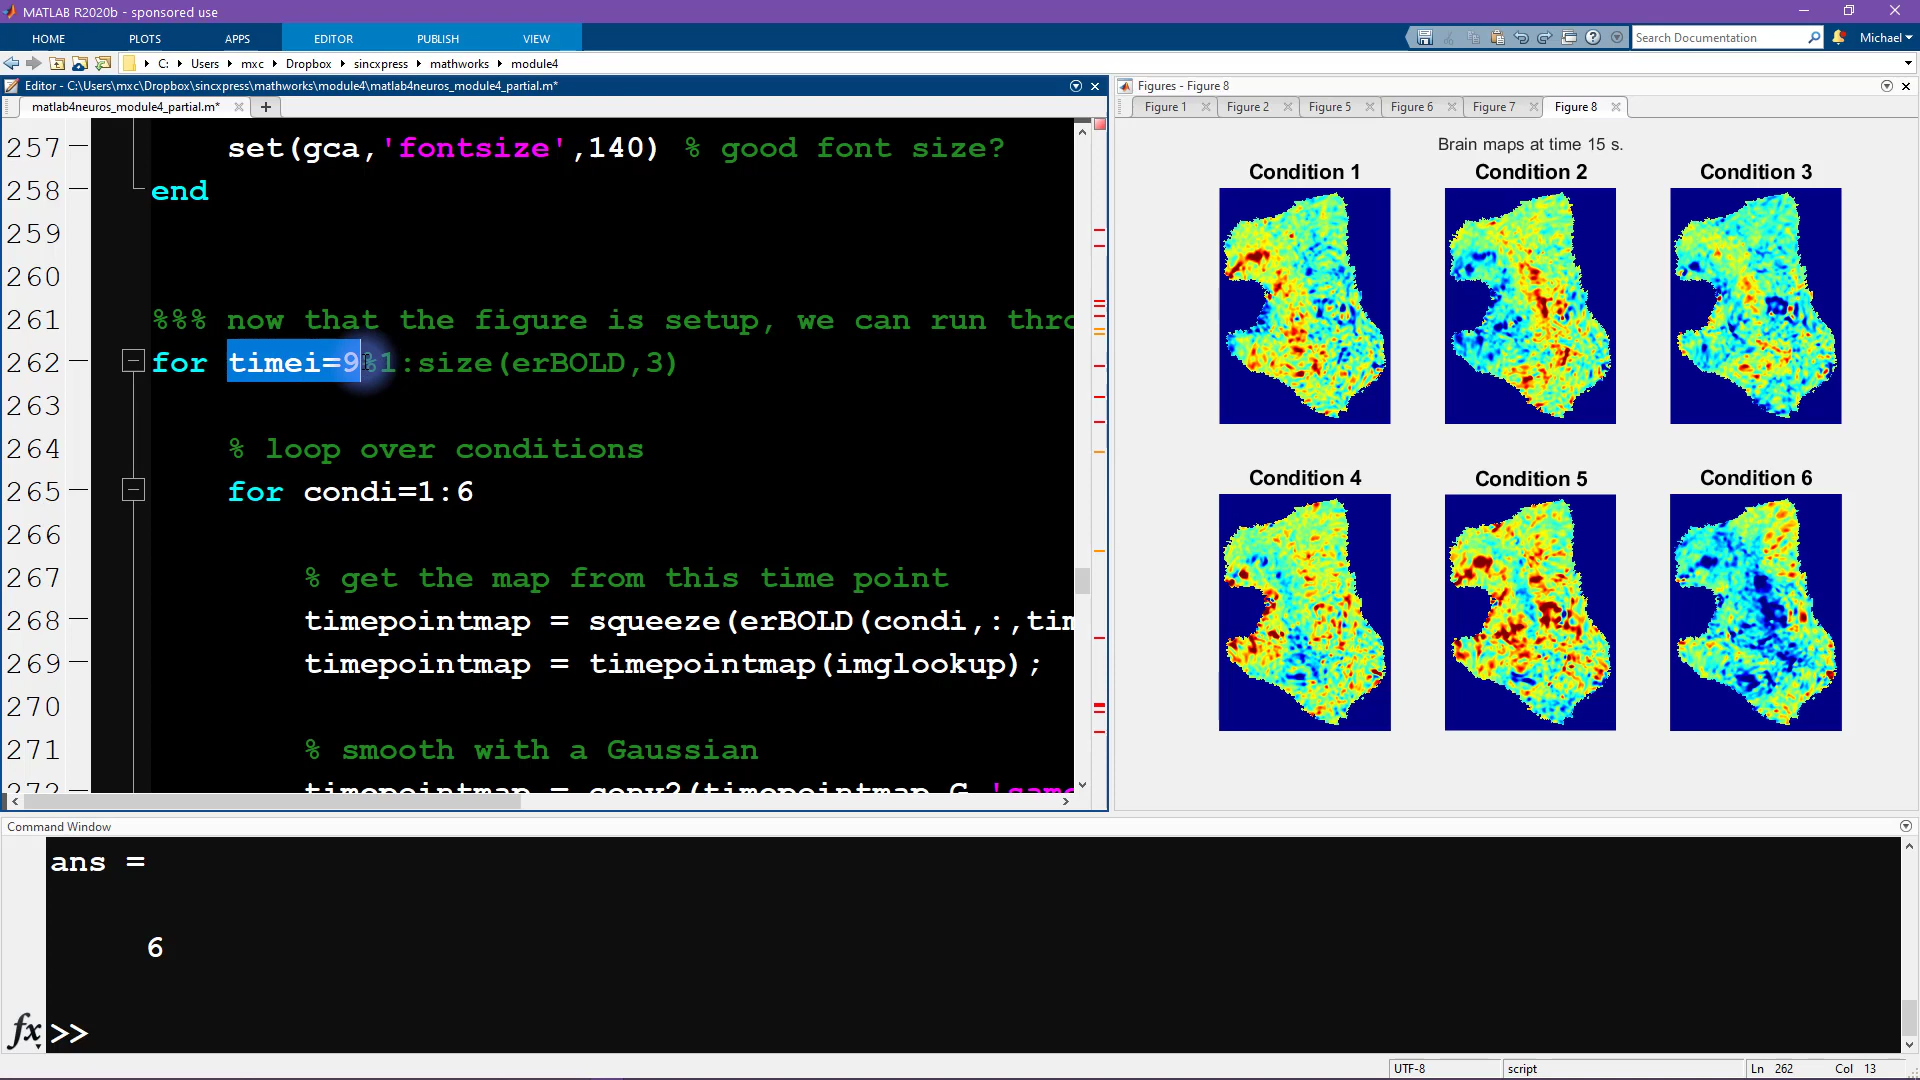 MATLAB R2020b - sponsored use
HOME PLOTS APPS EDITOR PUBLISH VIEW
Search Documentation
Michael
C: Users mxc Dropbox sincxpress mathworks module4
Editor - C:\Users\mxc\Dropbox\sincxpress\mathworks\module4\matlab4neuros_module4_partial.m*
matlab4neuros_module4_partial.m*
257 set(gca,'fontsize',140) % good font size?
258 end
259
260
261 %%% now that the figure is setup, we can run thro
262 for timei=9%1:size(erBOLD,3)
263
264 % loop over conditions
265 for condi=1:6
266
267 % get the map from this time point
268 timepointmap = squeeze(erBOLD(condi,:,tim
269 timepointmap = timepointmap(imglookup);
270
271 % smooth with a Gaussian
272 timepointmap = conv2(timepointmap,G,'same
Figures - Figure 8
Figure 1 Figure 2 Figure 5 Figure 6 Figure 7 Figure 8
Brain maps at time 15 s.
Condition 1 Condition 2 Condition 3
Condition 4 Condition 5 Condition 6
Command Window
ans =
6
fx >>
UTF-8 script Ln 262 Col 13